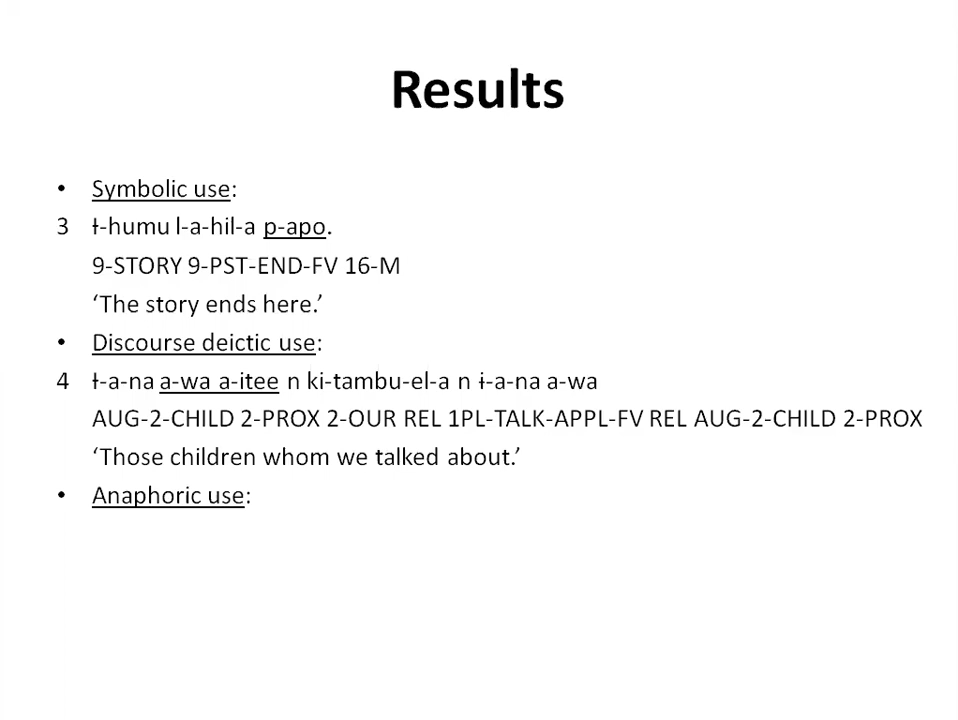 Results
• Symbolic use:
3 ɨ-humu l-a-hil-a p-apo.
9-STORY 9-PST-END-FV 16-M
‘The story ends here.’
• Discourse deictic use:
4 ɨ-a-na a-wa a-itee n ki-tambu-el-a n ɨ-a-na a-wa
AUG-2-CHILD 2-PROX 2-OUR REL 1PL-TALK-APPL-FV REL AUG-2-CHILD 2-PROX
‘Those children whom we talked about.’
• Anaphoric use: